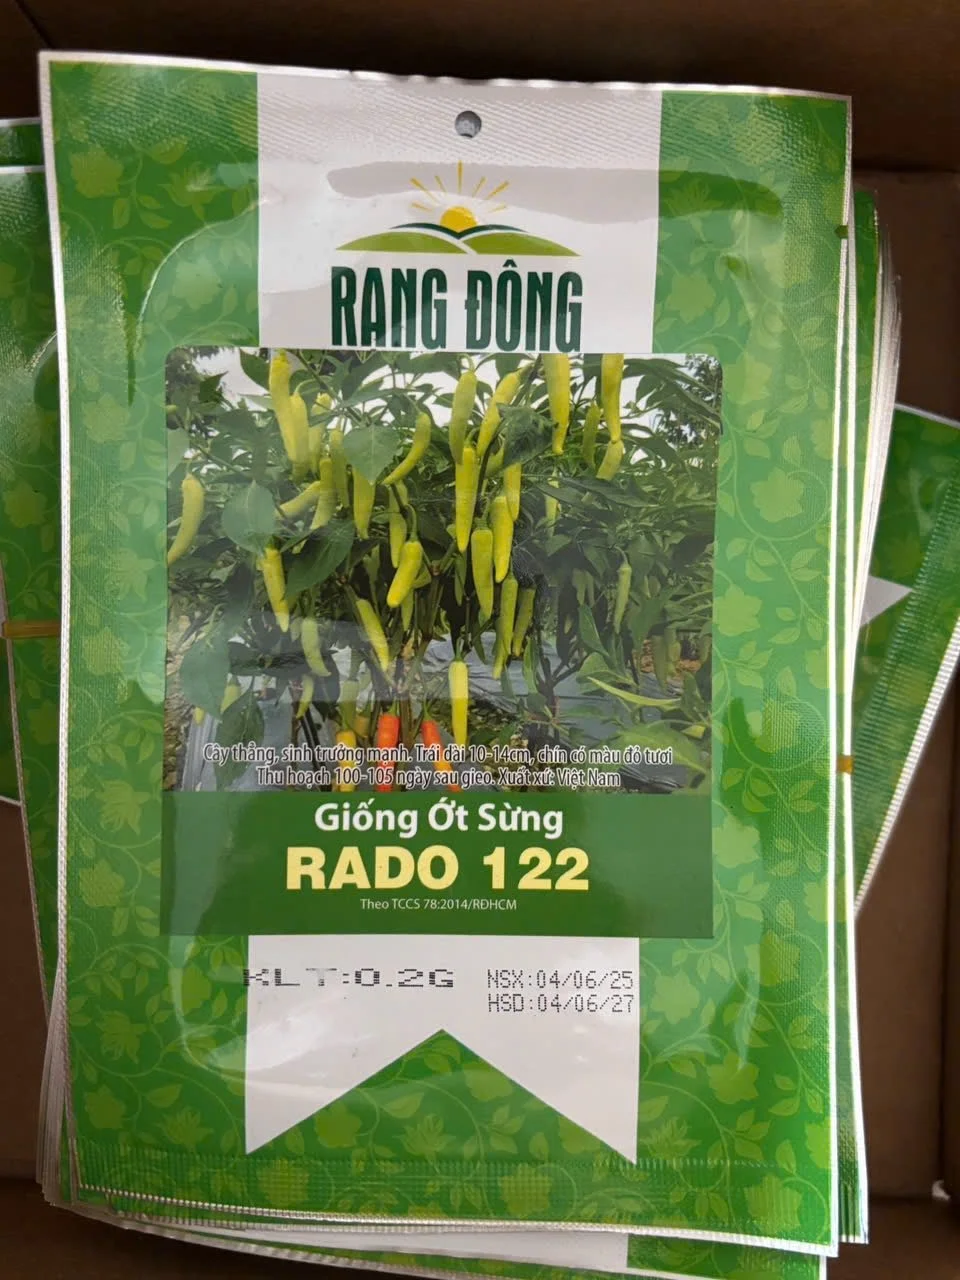 RẠNG ĐÔNG
Cây thẳng, sinh trưởng mạnh. Trái dài 10-14cm, chín có màu đỏ tươi
Thu hoạch 100-105 ngày sau gieo. Xuất xứ: Việt Nam
Giống Ớt Sừng
RADO 122
Theo TCCS 78:2014/RĐHCM
KLT:0.2G
NSX:04/06/25
HSD:04/06/27